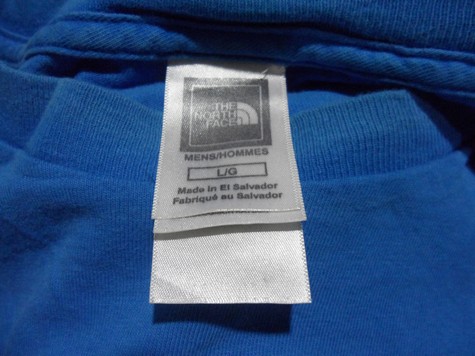 THE
NORTH
FACE
MENS/HOMMES
L/G
Made in El Salvador
Fabriqué au Salvador